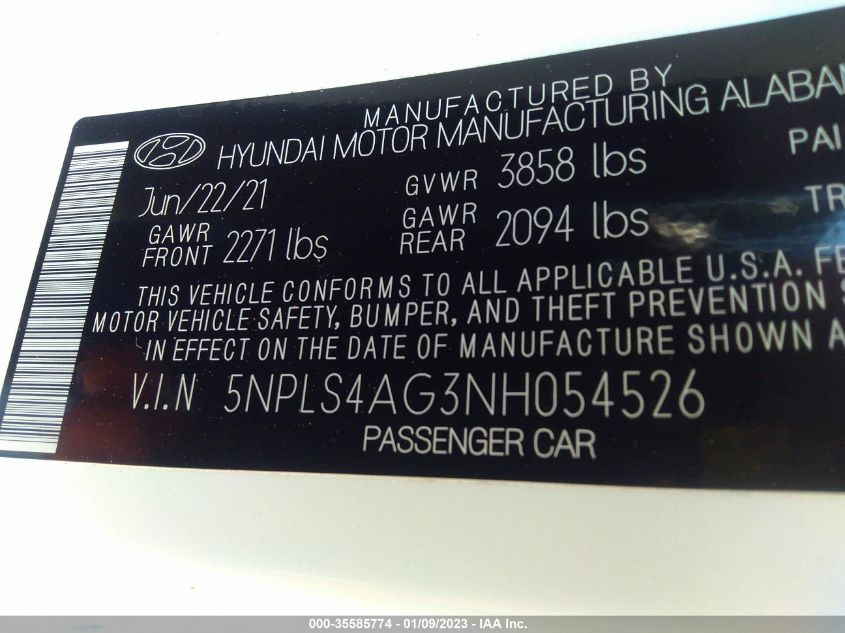 MANUFACTURED BY
HYUNDAI MOTOR MANUFACTURING ALABA
Jun/22/21 GVWR 3858 lbs PAI
GAWR FRONT 2271 lbs GAWR REAR 2094 lbs TR
THIS VEHICLE CONFORMS TO ALL APPLICABLE U.S.A. FE
MOTOR VEHICLE SAFETY, BUMPER, AND THEFT PREVENTION S
IN EFFECT ON THE DATE OF MANUFACTURE SHOWN A
V.I.N 5NPLS4AG3NH054526
PASSENGER CAR
000-35585774 - 01/09/2023 - IAA Inc.